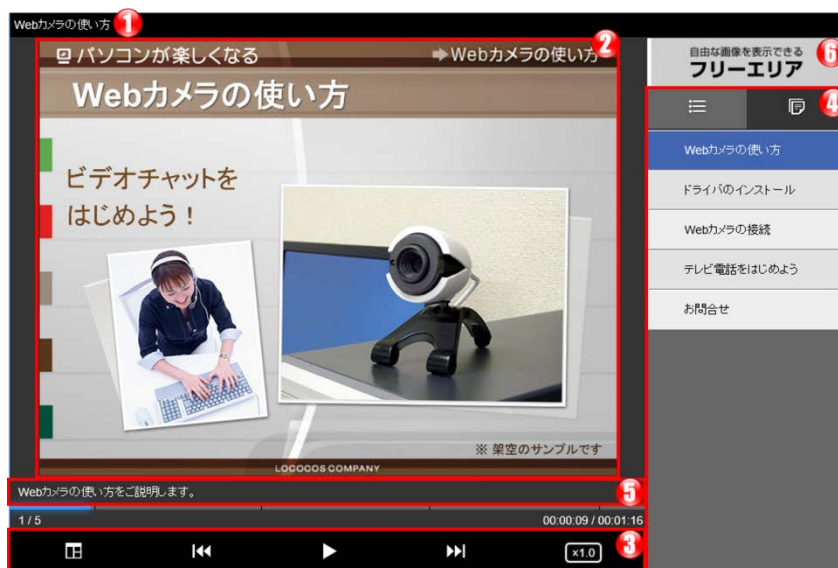 Webカメラの使い方
1
パソコンが楽しくなる
Webカメラの使い方
2
Webカメラの使い方
ビデオチャットを
はじめよう！
※ 架空のサンプルです
LOCOCOS COMPANY
自由な画像を表示できる
フリーエリア
6
4
Webカメラの使い方
ドライバのインストール
Webカメラの接続
テレビ電話をはじめよう
お問合せ
Webカメラの使い方をご説明します。
5
1 / 5
00:00:09 / 00:01:16
x1.0
3